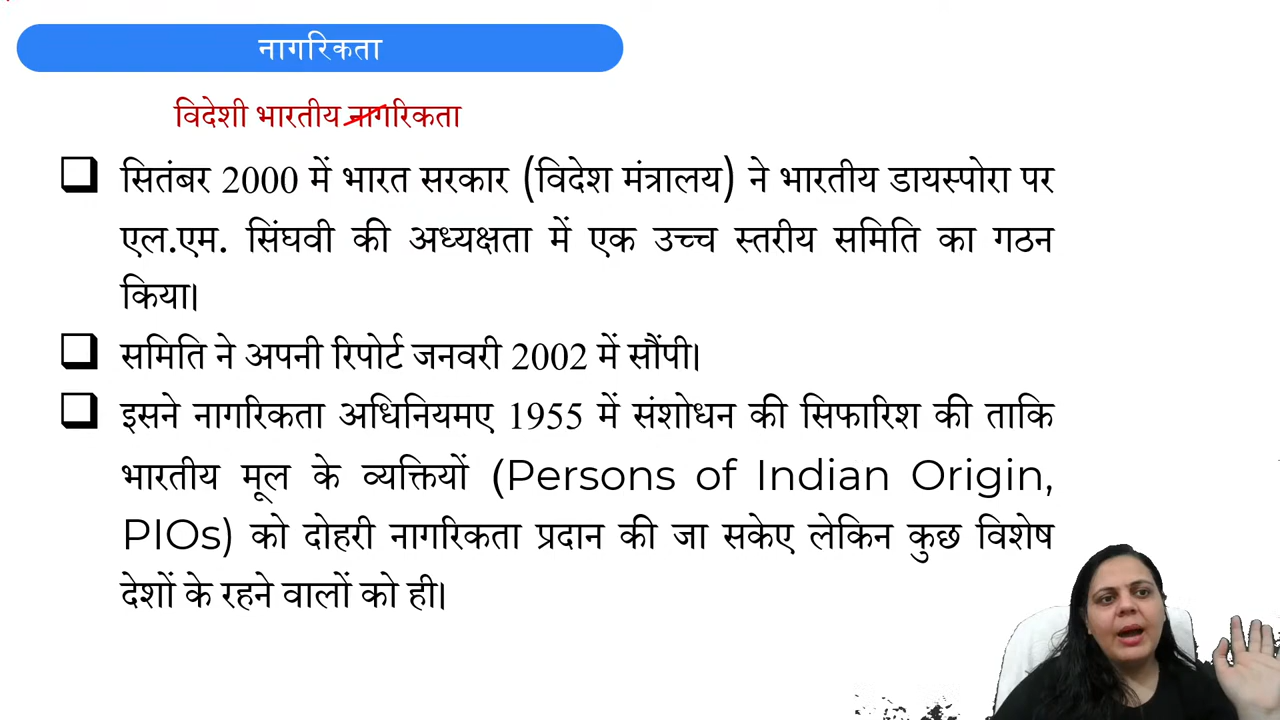 नागरिकता
विदेशी भारतीय नागरिकता
सितंबर 2000 में भारत सरकार (विदेश मंत्रालय) ने भारतीय डायस्पोरा पर
एल.एम. सिंघवी की अध्यक्षता में एक उच्च स्तरीय समिति का गठन
किया।
समिति ने अपनी रिपोर्ट जनवरी 2002 में सौंपी।
इसने नागरिकता अधिनियमए 1955 में संशोधन की सिफारिश की ताकि
भारतीय मूल के व्यक्तियों (Persons of Indian Origin,
PIOs) को दोहरी नागरिकता प्रदान की जा सकेए लेकिन कुछ विशेष
देशों के रहने वालों को ही।